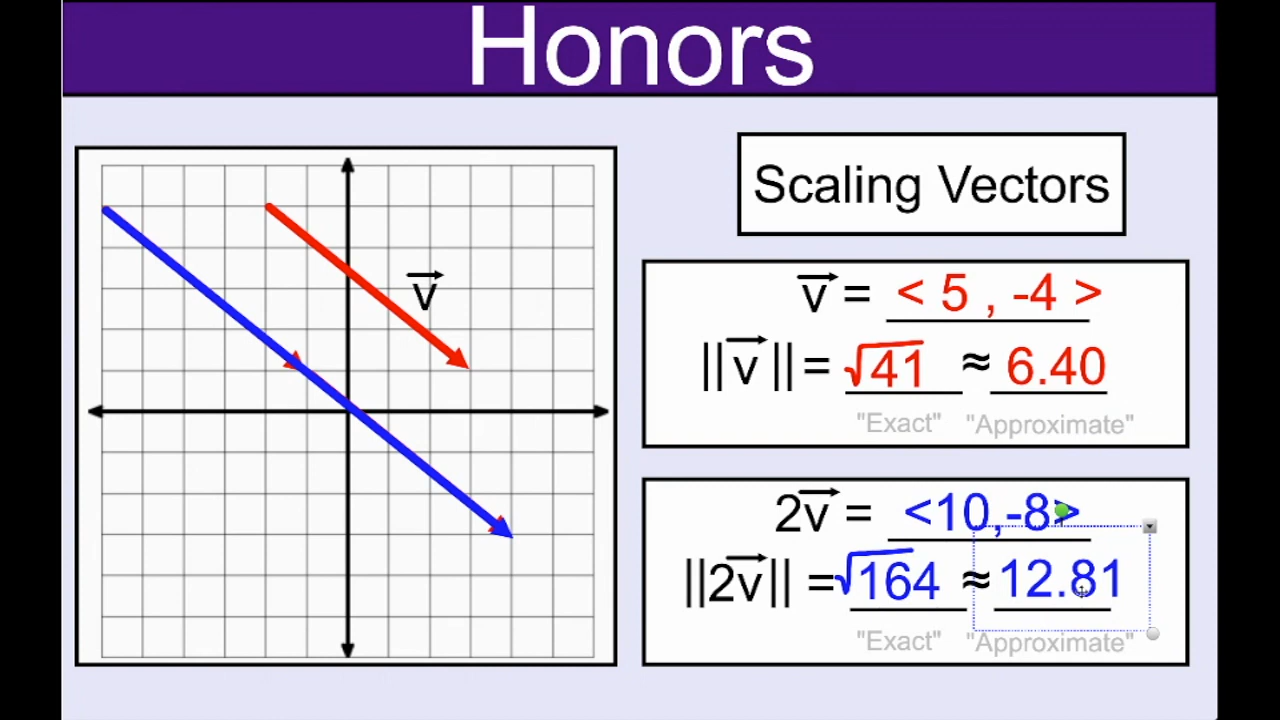 Honors
Scaling Vectors
v
v = < 5 , -4 >
||v|| = √41 ≈ 6.40
"Exact" "Approximate"
2v = <10,-8>
||2v|| = √164 ≈ 12.81
"Exact" "Approximate"